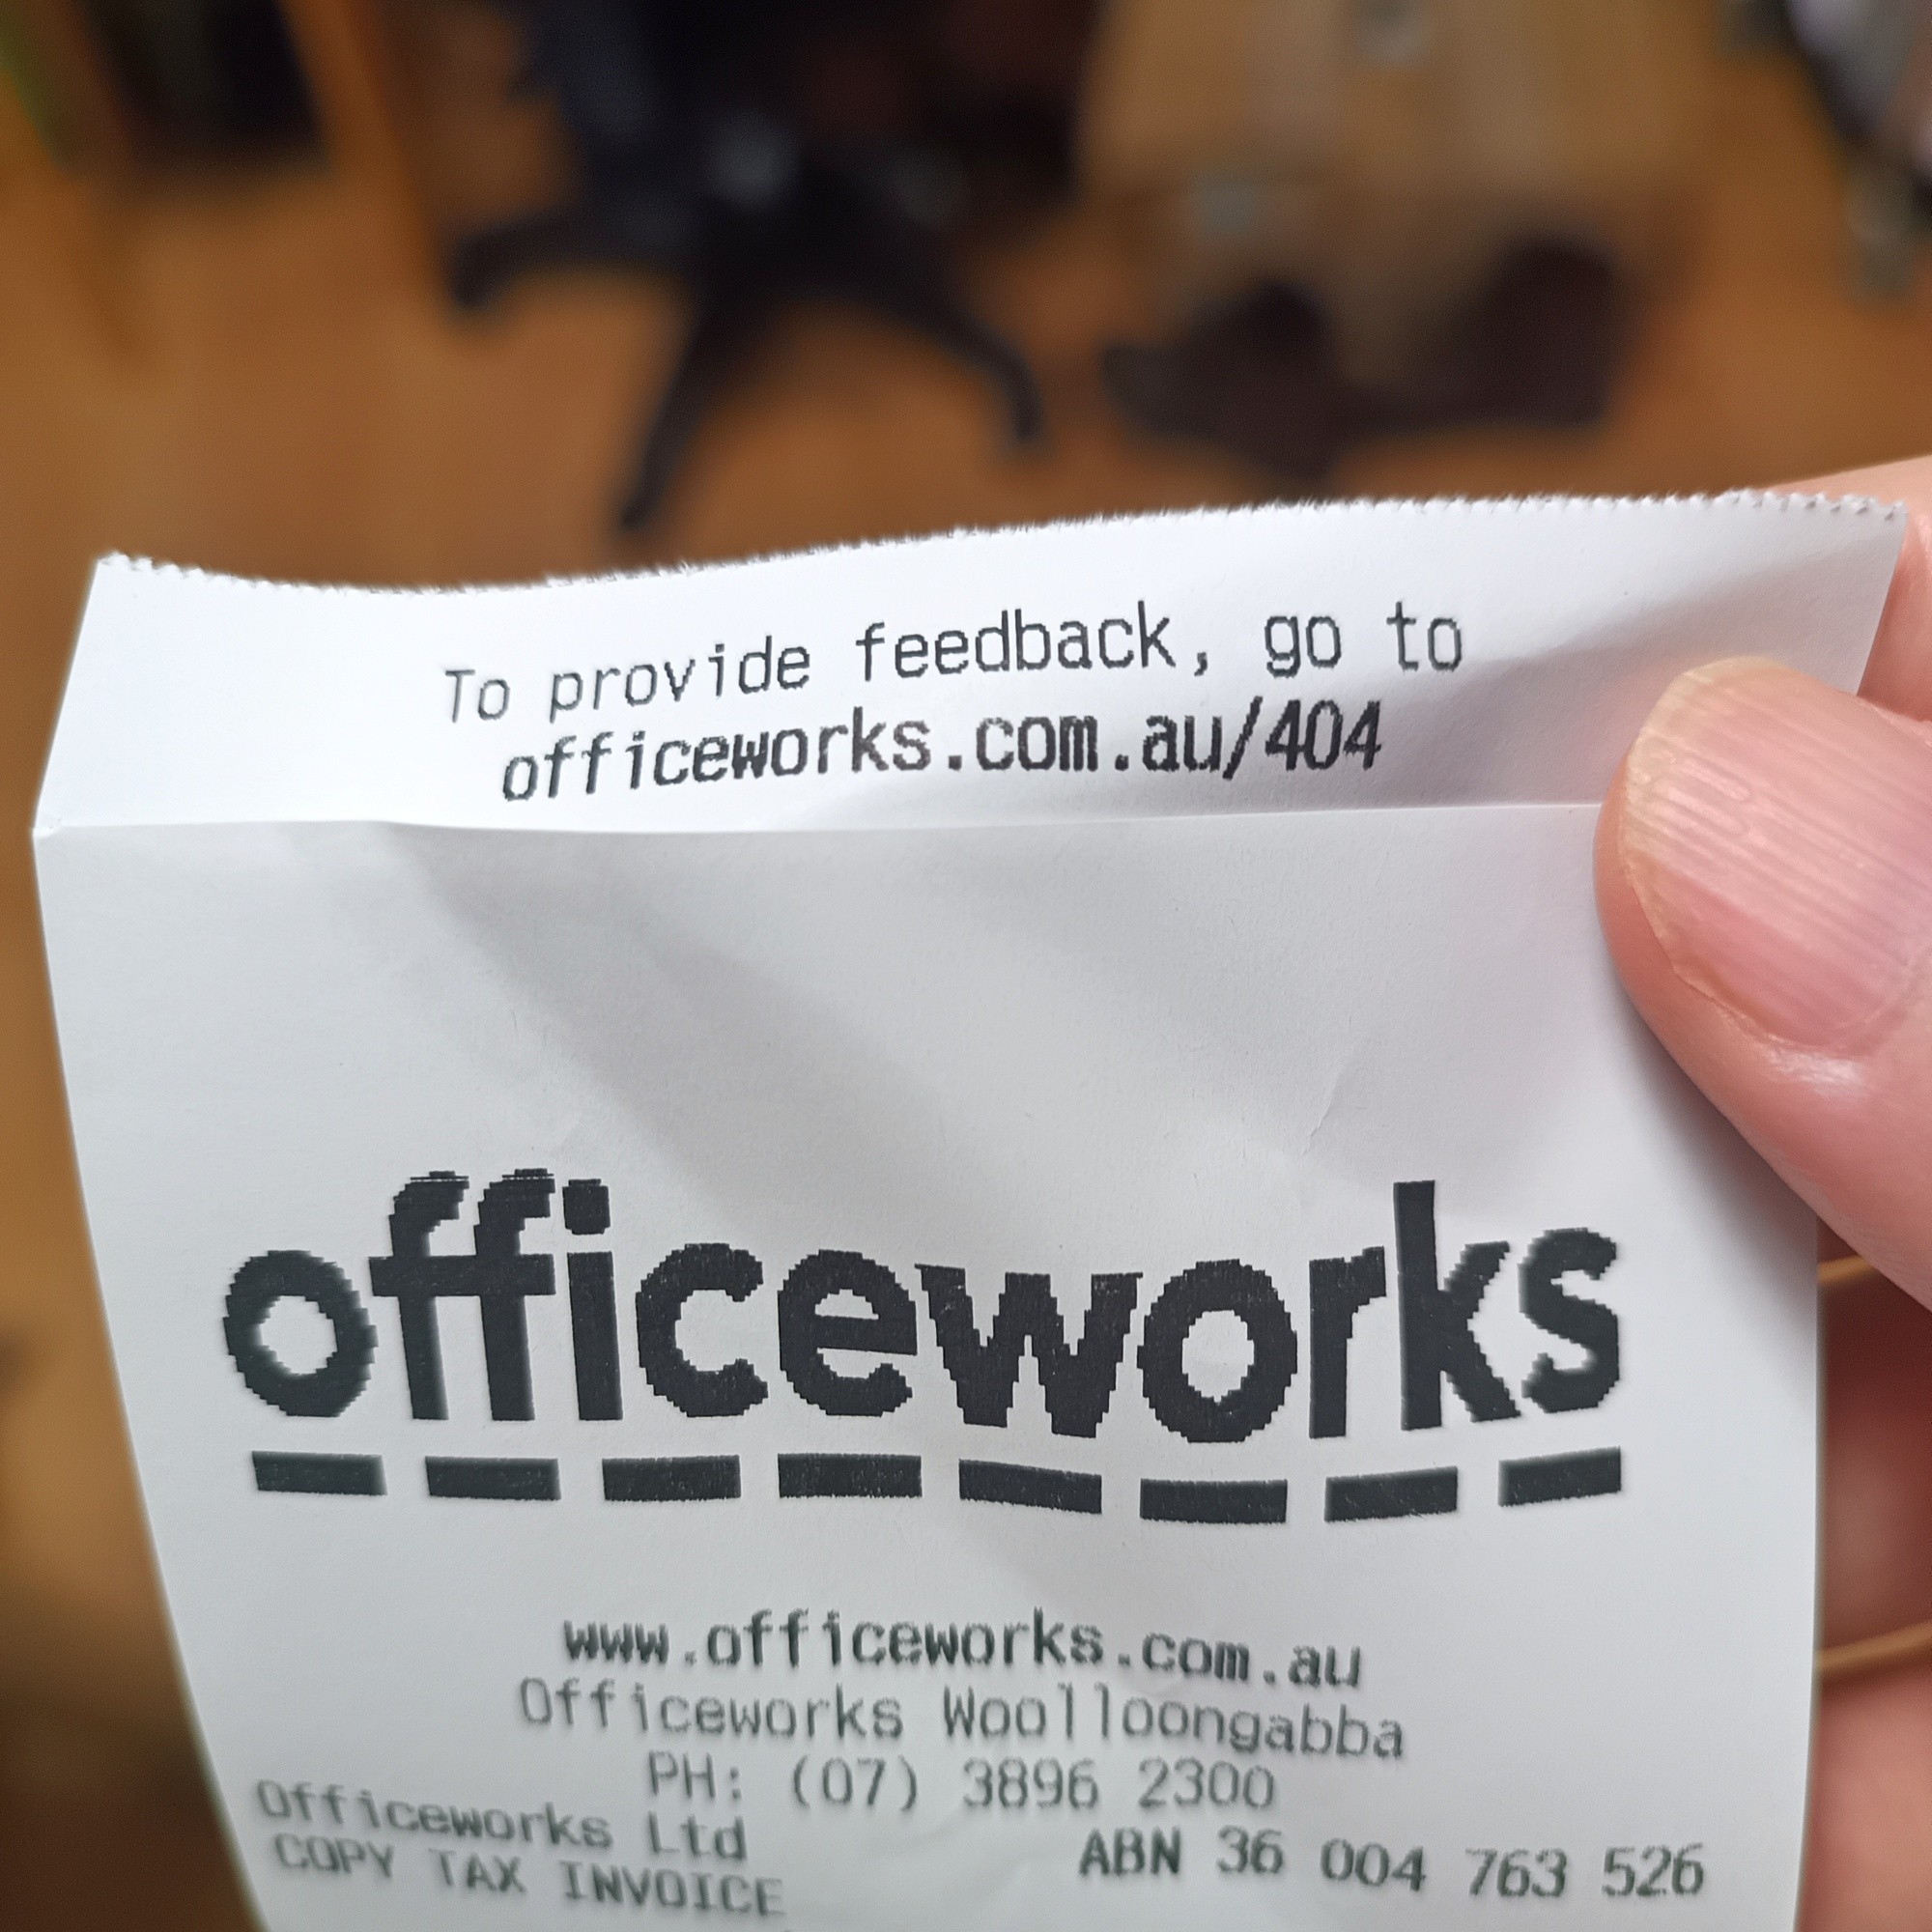 To provide feedback, go to
officeworks.com.au/404
officeworks
www.officeworks.com.au
Officeworks Woolloongabba
PH: (07) 3896 2300
Officeworks Ltd ABN 36 004 763 526
COPY TAX INVOICE